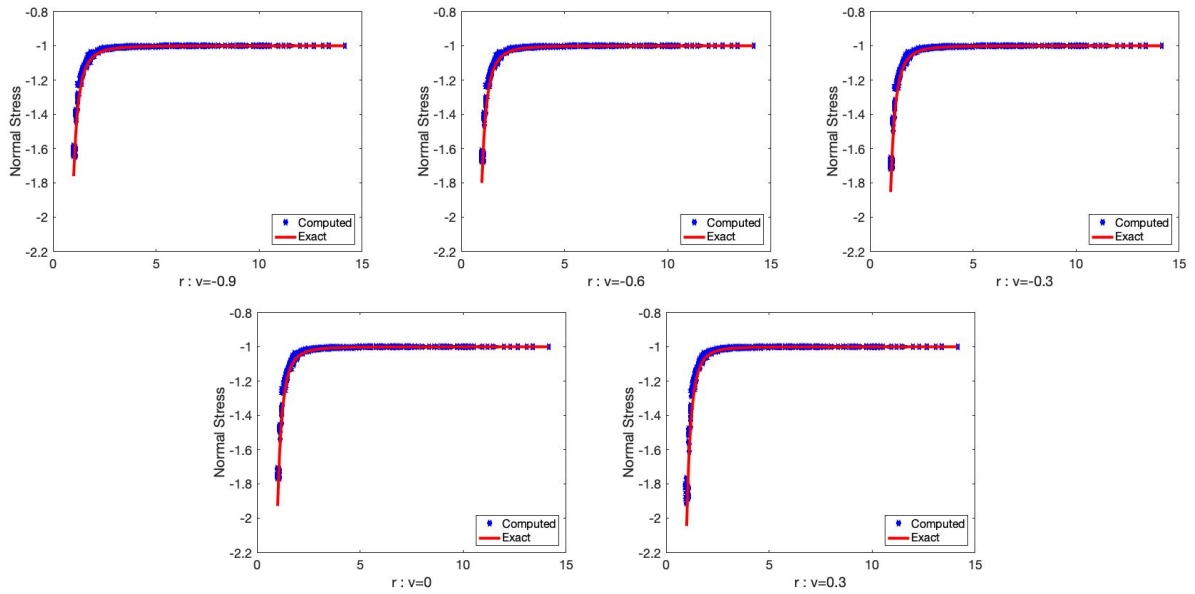 -0.8
-1
-1.2
-1.4
-1.6
-1.8
-2
-2.2
Normal Stress
Computed
Exact
0 5 10 15
r : v=-0.9
-0.8
-1
-1.2
-1.4
-1.6
-1.8
-2
-2.2
Normal Stress
Computed
Exact
0 5 10 15
r : v=-0.6
-0.8
-1
-1.2
-1.4
-1.6
-1.8
-2
-2.2
Normal Stress
Computed
Exact
0 5 10 15
r : v=-0.3
-0.8
-1
-1.2
-1.4
-1.6
-1.8
-2
-2.2
Normal Stress
Computed
Exact
0 5 10 15
r : v=0
-0.8
-1
-1.2
-1.4
-1.6
-1.8
-2
-2.2
Normal Stress
Computed
Exact
0 5 10 15
r : v=0.3